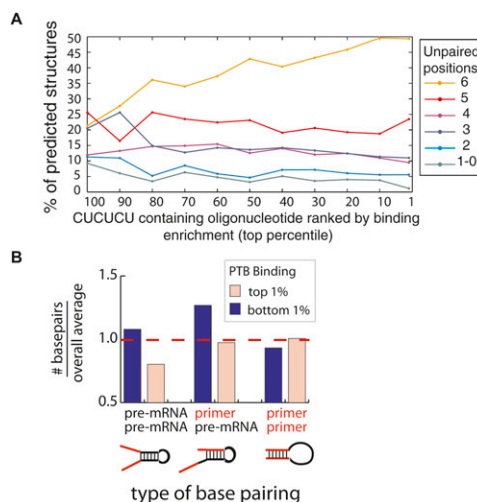 A
50
45
40
35
30
25
20
15
10
5
0
% of predicted structures
100 90 80 70 60 50 40 30 20 10 1
CUCUCU containing oligonucleotide ranked by binding
enrichment (top percentile)
Unpaired
positions
6
5
4
3
2
1-0
B
1.5
1.0
0.5
# basepairs
overall average
PTB Binding
top 1%
bottom 1%
pre-mRNA primer primer
pre-mRNA pre-mRNA primer
type of base pairing